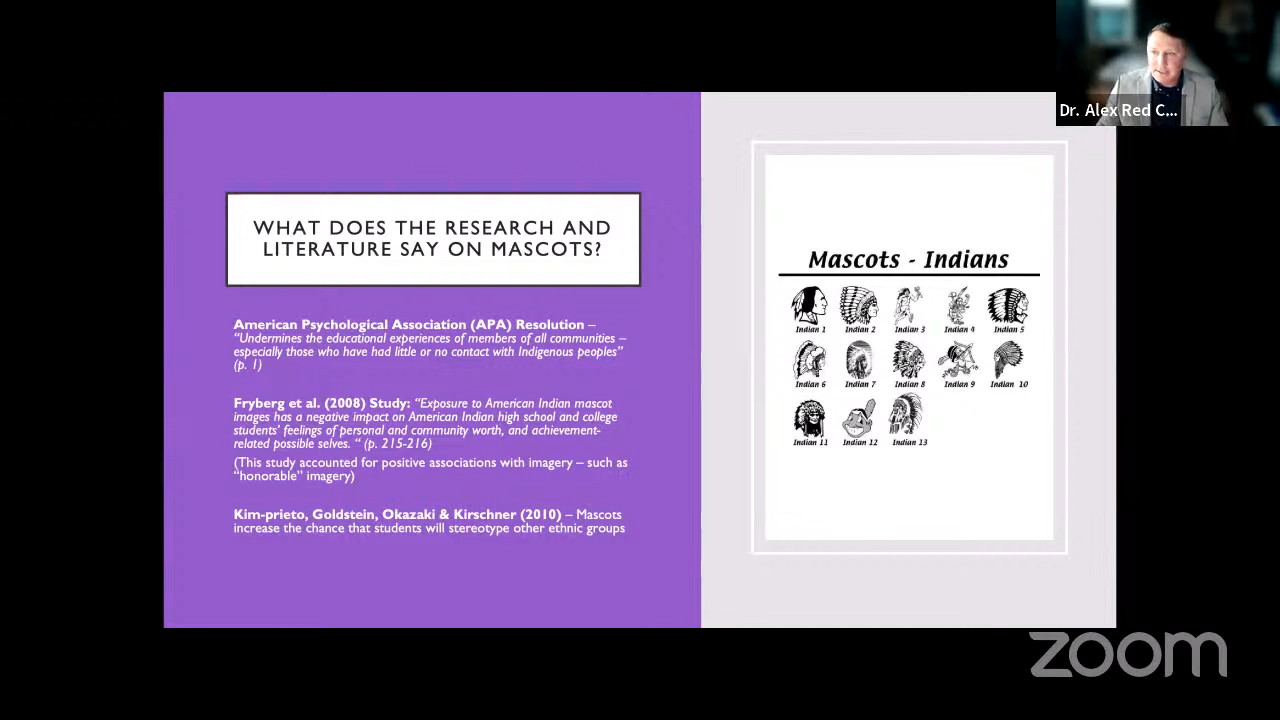 Dr. Alex Red C...
WHAT DOES THE RESEARCH AND
LITERATURE SAY ON MASCOTS?
American Psychological Association (APA) Resolution –
“Undermines the educational experiences of members of all communities –
especially those who have had little or no contact with Indigenous peoples”
(p. 1)
Fryberg et al. (2008) Study: “Exposure to American Indian mascot
images has a negative impact on American Indian high school and college
students’ feelings of personal and community worth, and achievement-
related possible selves. “ (p. 215-216)
(This study accounted for positive associations with imagery – such as
“honorable” imagery)
Kim-prieto, Goldstein, Okazaki & Kirschner (2010) – Mascots
increase the chance that students will stereotype other ethnic groups
Mascots - Indians
Indian 1 Indian 2 Indian 3 Indian 4 Indian 5
Indian 6 Indian 7 Indian 8 Indian 9 Indian 10
Indian 11 Indian 12 Indian 13
zoom